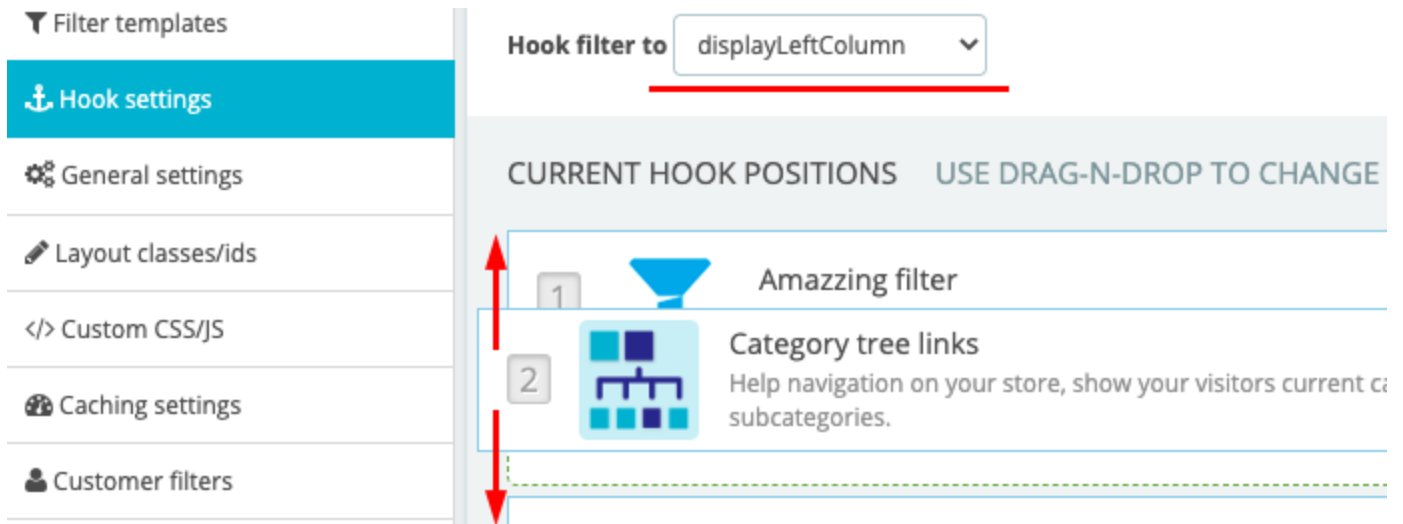 Filter templates
Hook settings
General settings
Layout classes/ids
</> Custom CSS/JS
Caching settings
Customer filters
Hook filter to displayLeftColumn
CURRENT HOOK POSITIONS USE DRAG-N-DROP TO CHANGE
1 Amazzing filter
2 Category tree links
Help navigation on your store, show your visitors current
subcategories.